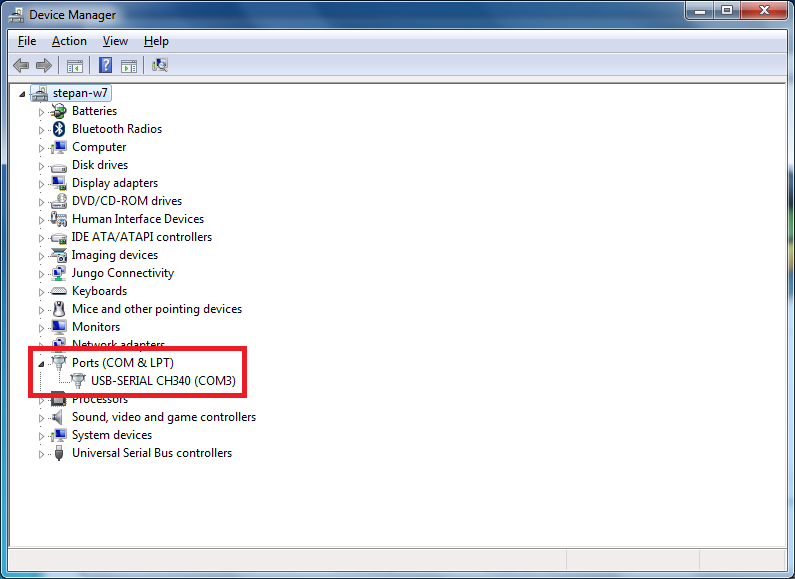 Device Manager
File Action View Help
stepan-w7
Batteries
Bluetooth Radios
Computer
Disk drives
Display adapters
DVD/CD-ROM drives
Human Interface Devices
IDE ATA/ATAPI controllers
Imaging devices
Jungo Connectivity
Keyboards
Mice and other pointing devices
Monitors
Network adapters
Ports (COM & LPT)
USB-SERIAL CH340 (COM3)
Processors
Sound, video and game controllers
System devices
Universal Serial Bus controllers